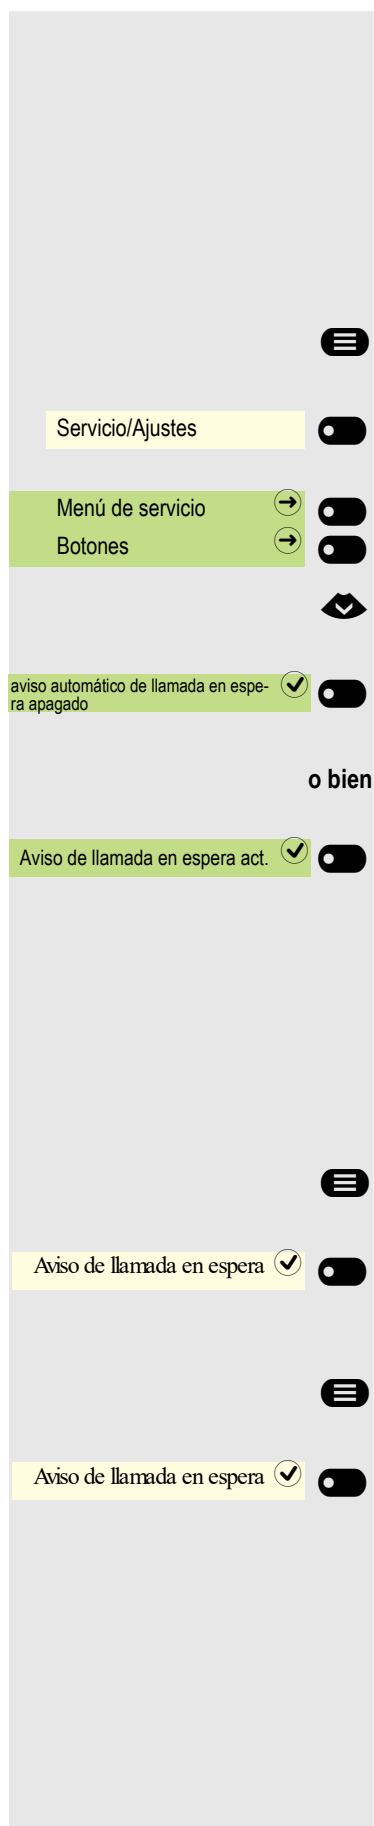 Servicio/Ajustes
Menú de servicio
Botones
aviso automático de llamada en espe-
ra apagado
o bien
Aviso de llamada en espera act.
Aviso de llamada en espera
Aviso de llamada en espera